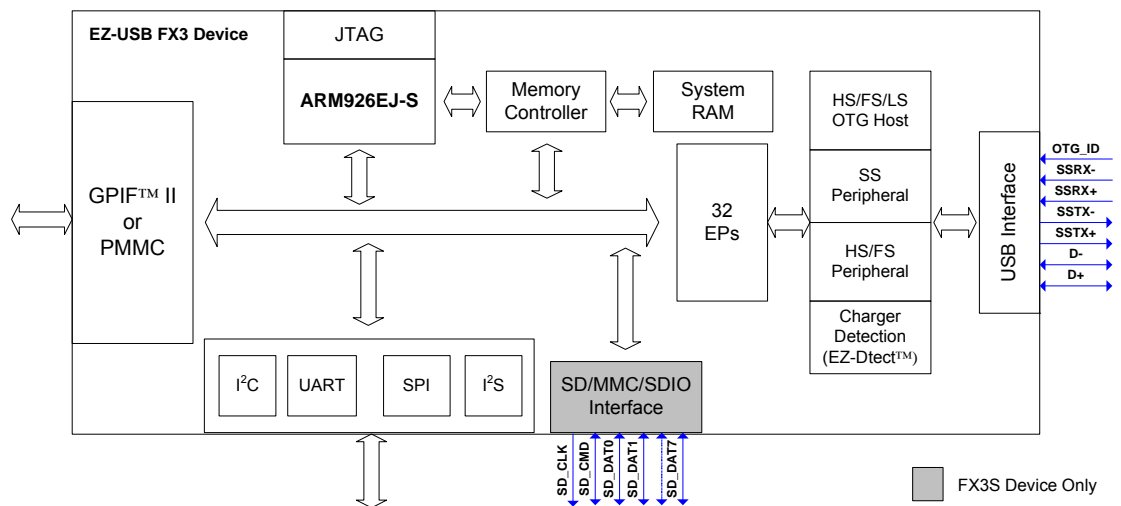 EZ-USB FX3 Device
JTAG
ARM926EJ-S
Memory
Controller
System
RAM
HS/FS/LS
OTG Host
SS
Peripheral
HS/FS
Peripheral
Charger
Detection
(EZ-Dtect™)
GPIF™ II
or
PMMC
32
EPs
USB Interface
OTG_ID
SSRX-
SSRX+
SSTX-
SSTX+
D-
D+
I²C
UART
SPI
I²S
SD/MMC/SDIO
Interface
SD_CLK
SD_CMD
SD_DAT0
SD_DAT1
SD_DAT7
FX3S Device Only